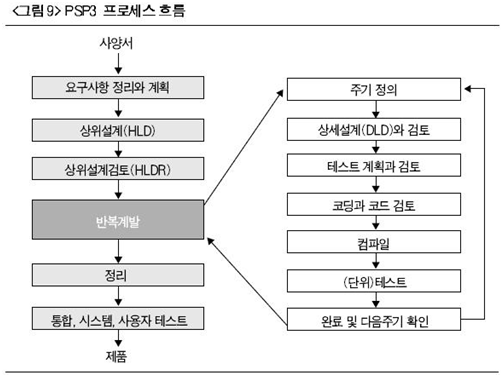 <그림 9> PSP3 프로세스 흐름
사양서
요구사항 정리와 계획
상위설계(HLD)
상위설계검토(HLDR)
반복계발
정리
통합, 시스템, 사용자 테스트
제품
주기 정의
상세설계(DLD)와 검토
테스트 계획과 검토
코딩과 코드 검토
컴파일
(단위)테스트
완료 및 다음주기 확인